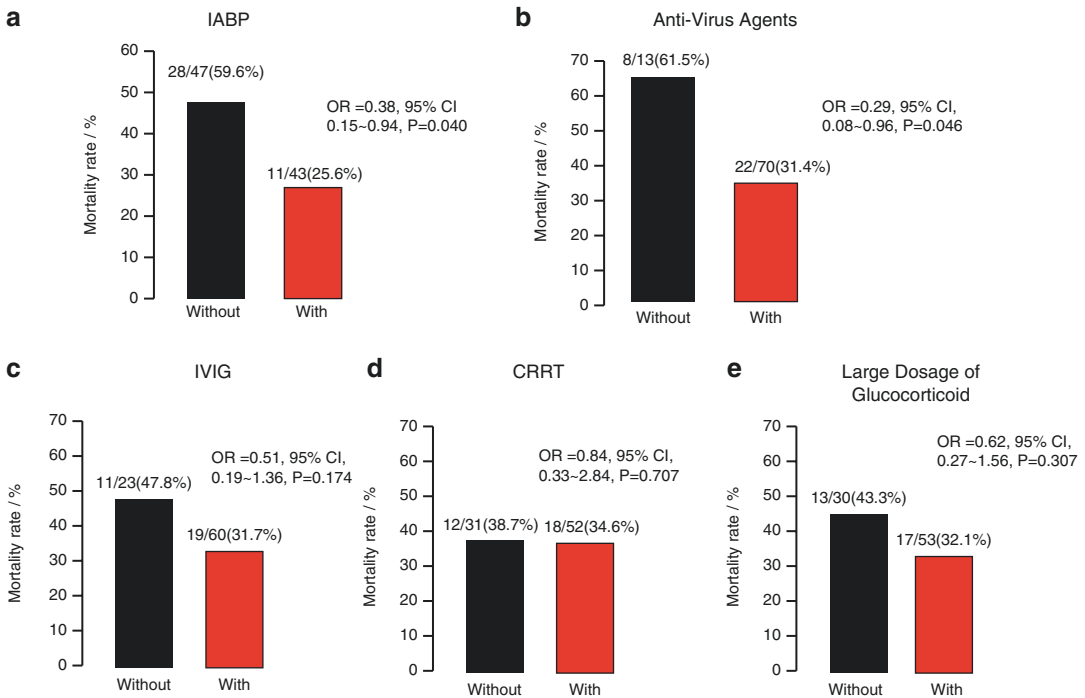 a
IABP
Mortality rate / %
60
50
40
30
20
10
0
28/47(59.6%)
11/43(25.6%)
OR =0.38, 95% CI
0.15~0.94, P=0.040
Without
With
b
Anti-Virus Agents
Mortality rate / %
70
60
50
40
30
20
10
0
8/13(61.5%)
22/70(31.4%)
OR =0.29, 95% CI,
0.08~0.96, P=0.046
Without
With
c
IVIG
Mortality rate / %
70
60
50
40
30
20
10
0
11/23(47.8%)
19/60(31.7%)
OR =0.51, 95% CI,
0.19~1.36, P=0.174
Without
With
d
CRRT
Mortality rate / %
70
60
50
40
30
20
10
0
12/31(38.7%)
18/52(34.6%)
OR =0.84, 95% CI,
0.33~2.84, P=0.707
Without
With
e
Large Dosage of
Glucocorticoid
Mortality rate / %
70
60
50
40
30
20
10
0
13/30(43.3%)
17/53(32.1%)
OR =0.62, 95% CI,
0.27~1.56, P=0.307
Without
With